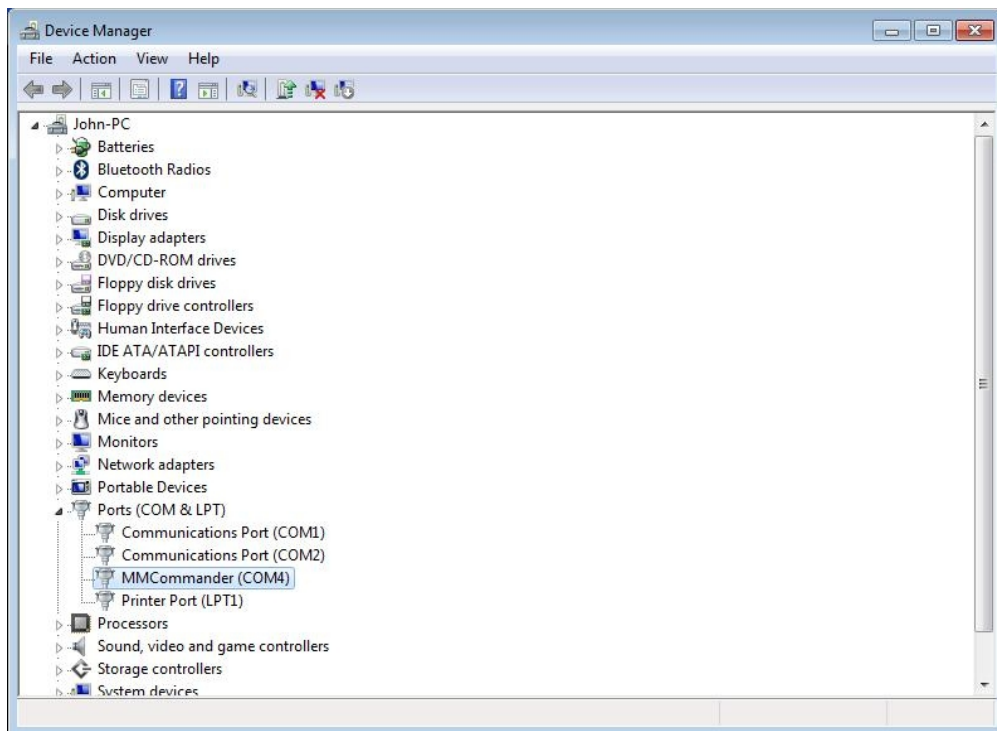 Device Manager
File Action View Help
John-PC
Batteries
Bluetooth Radios
Computer
Disk drives
Display adapters
DVD/CD-ROM drives
Floppy disk drives
Floppy drive controllers
Human Interface Devices
IDE ATA/ATAPI controllers
Keyboards
Memory devices
Mice and other pointing devices
Monitors
Network adapters
Portable Devices
Ports (COM & LPT)
Communications Port (COM1)
Communications Port (COM2)
MMCommander (COM4)
Printer Port (LPT1)
Processors
Sound, video and game controllers
Storage controllers
System devices